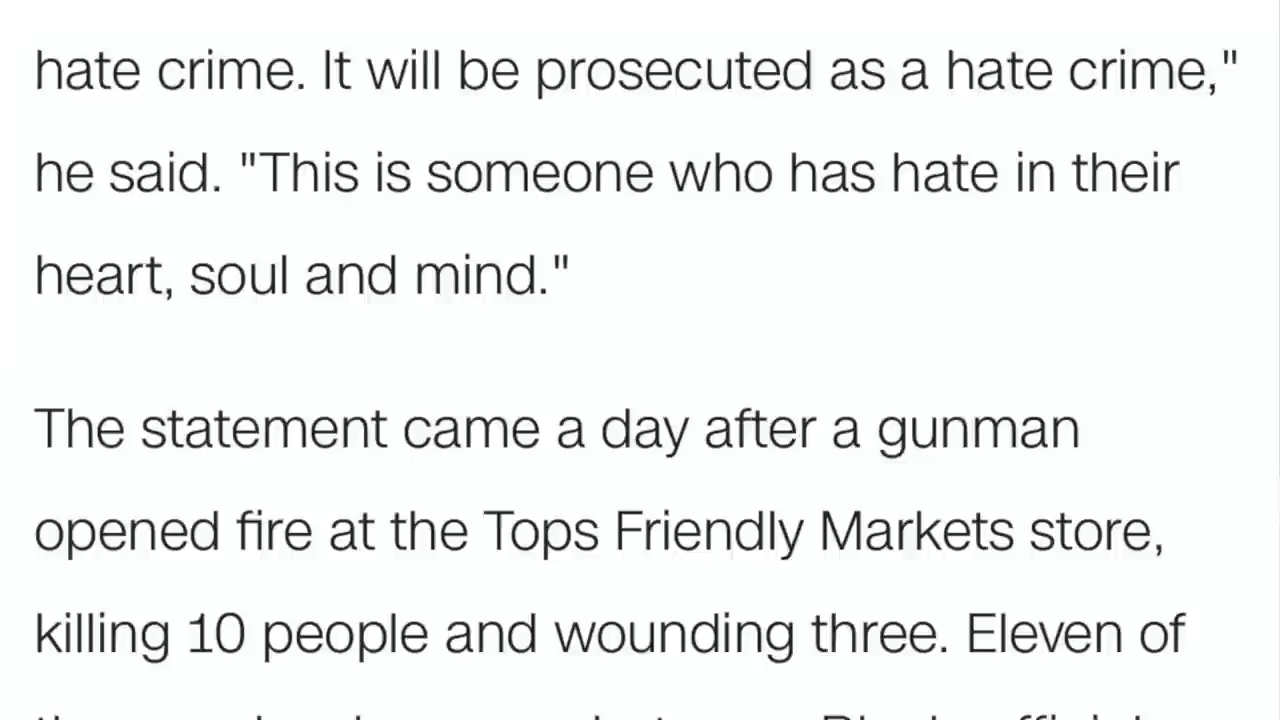 hate crime. It will be prosecuted as a hate crime,"
he said. "This is someone who has hate in their
heart, soul and mind."
The statement came a day after a gunman
opened fire at the Tops Friendly Markets store,
killing 10 people and wounding three. Eleven of